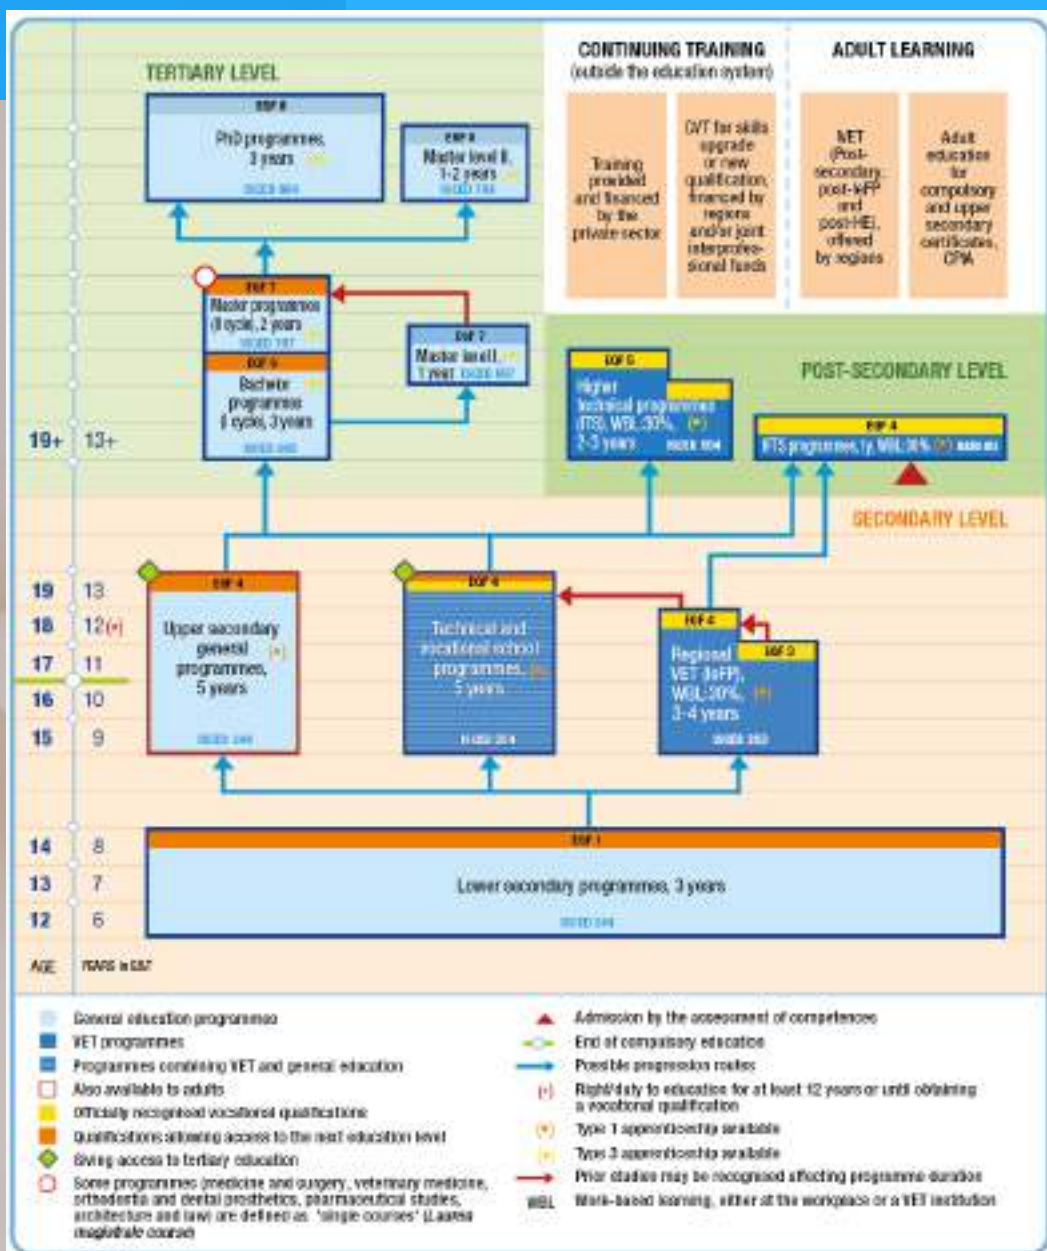 TERTIARY LEVEL
CONTINUING TRAINING
(outside the education system)
ADULT LEARNING
EQF 8
PhD programmes,
3 years
EQF 8
Master level II,
1-2 years
Training
provided
and financed
by the
private sector
CVT for skills
upgrade
or new
qualification,
financed by
regions
and/or joint
interprofes-
sional funds
VET
(Post-
secondary,
post-IeFP
and
post-HE),
offered
by regions
Adult
education
for
compulsory
and upper
secondary
certificates,
CPIA
EQF 7
Master programmes
(II cycle), 2 years
EQF 6
Bachelor
programmes
(I cycle), 3 years
EQF 7
Master level I,
1 year
POST-SECONDARY LEVEL
EQF 5
Higher
technical programmes
(ITS), WBL:30%, (*)
2-3 years
EQF 4
IFTS programmes, 1y, WBL:30%
19+ 13+
SECONDARY LEVEL
19 13
18 12(*)
17 11
16 10
15 9
EQF 4
Upper secondary
general (*)
programmes,
5 years
EQF 4
Technical and
vocational school
programmes,
5 years
EQF 4
EQF 3
Regional
VET (IeFP),
WBL:30%, (*)
3-4 years
14 8
13 7
12 6
EQF 1
Lower secondary programmes, 3 years
AGE YEARS in E&T
General education programmes
VET programmes
Programmes combining VET and general education
Also available to adults
Officially recognised vocational qualifications
Qualifications allowing access to the next education level
Giving access to tertiary education
Some programmes (medicine and surgery, veterinary medicine,
orthodontia and dental prosthetics, pharmaceutical studies,
architecture and law) are defined as 'single courses' (Laurea
magistrale course)
Admission by the assessment of competences
End of compulsory education
Possible progression routes
(*) Right/duty to education for at least 12 years or until obtaining
a vocational qualification
(*) Type 1 apprenticeship available
(*) Type 3 apprenticeship available
Prior studies may be recognised affecting programme duration
WBL Work-based learning, either at the workplace or a VET institution